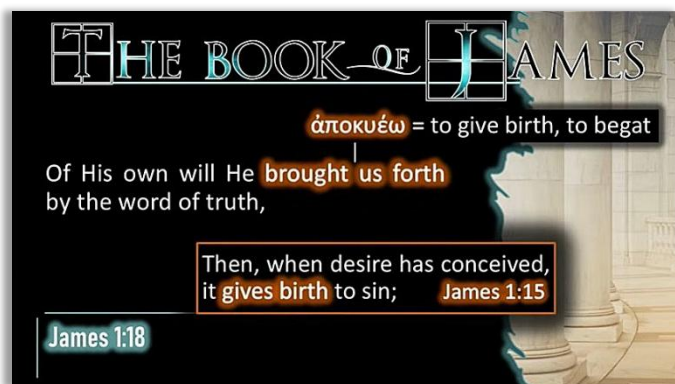 THE BOOK OF JAMES
ἀποκυέω = to give birth, to begat
Of His own will He brought us forth
by the word of truth,
Then, when desire has conceived,
it gives birth to sin; James 1:15
James 1:18